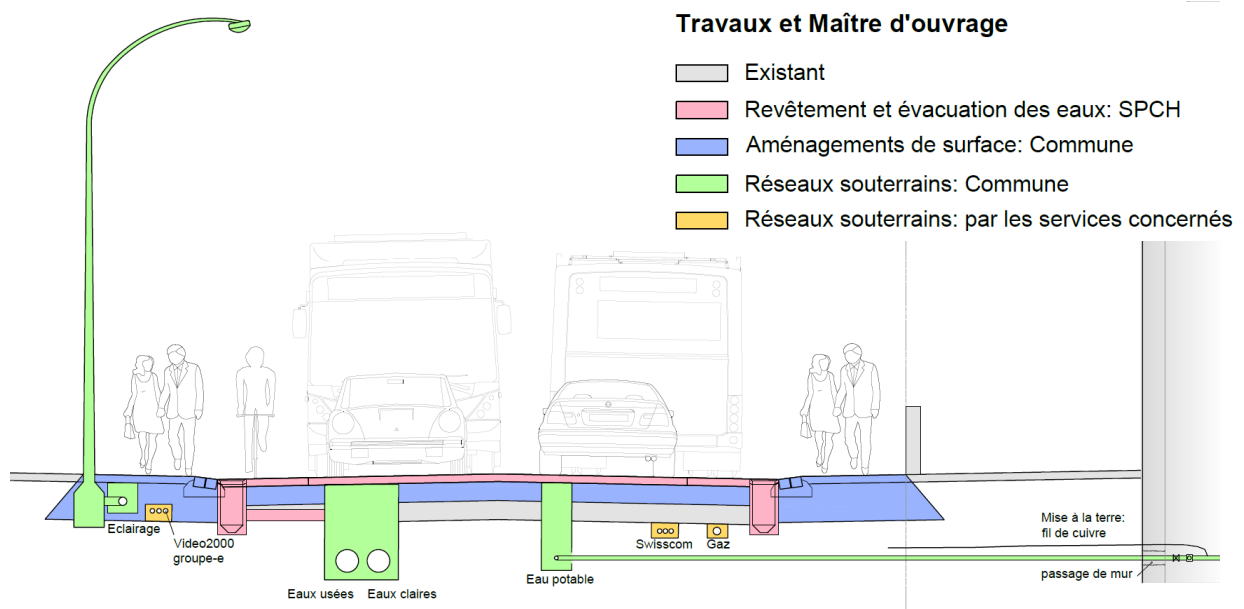 Travaux et Maître d'ouvrage
Existant
Revêtement et évacuation des eaux: SPCH
Aménagements de surface: Commune
Réseaux souterrains: Commune
Réseaux souterrains: par les services concernés
Eclairage
Video2000
groupe-e
Eaux usées
Eaux claires
Eau potable
Swisscom
Gaz
Mise à la terre:
fil de cuivre
passage de mur